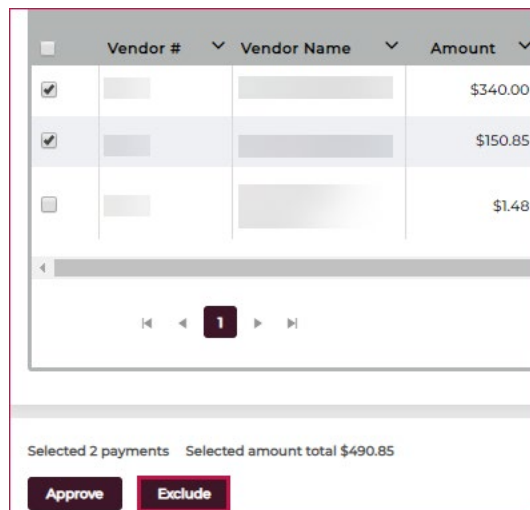 Vendor # Vendor Name Amount
$340.00
$150.85
$1.48
1
Selected 2 payments Selected amount total $490.85
Approve Exclude